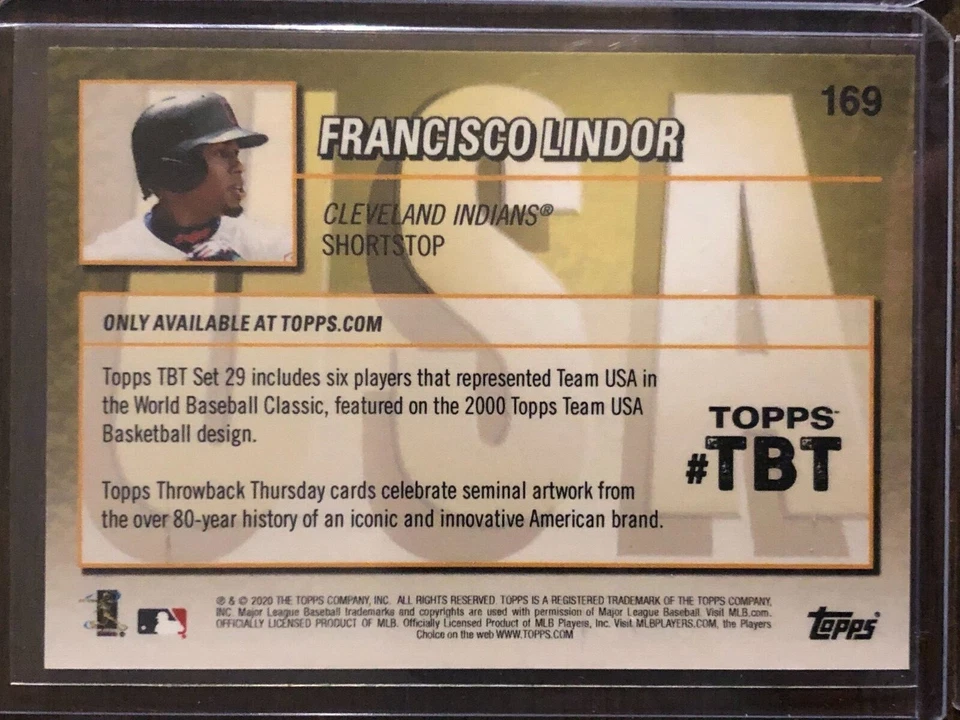 169
FRANCISCO LINDOR
CLEVELAND INDIANS®
SHORTSTOP
USA
ONLY AVAILABLE AT TOPPS.COM
Topps TBT Set 29 includes six players that represented Team USA in
the World Baseball Classic, featured on the 2000 Topps Team USA
Basketball design.
Topps Throwback Thursday cards celebrate seminal artwork from
the over 80-year history of an iconic and innovative American brand.
TOPPS™
#TBT
® & © 2020 THE TOPPS COMPANY, INC. ALL RIGHTS RESERVED. TOPPS IS A REGISTERED TRADEMARK OF THE TOPPS COMPANY,
INC. Major League Baseball trademarks and copyrights are used with permission of Major League Baseball. Visit MLB.com.
OFFICIALLY LICENSED PRODUCT OF MLB. Officially Licensed Product of MLB Players, Inc. Visit MLBPLAYERS.COM, the Players
Choice on the web WWW.TOPPS.COM
topps®